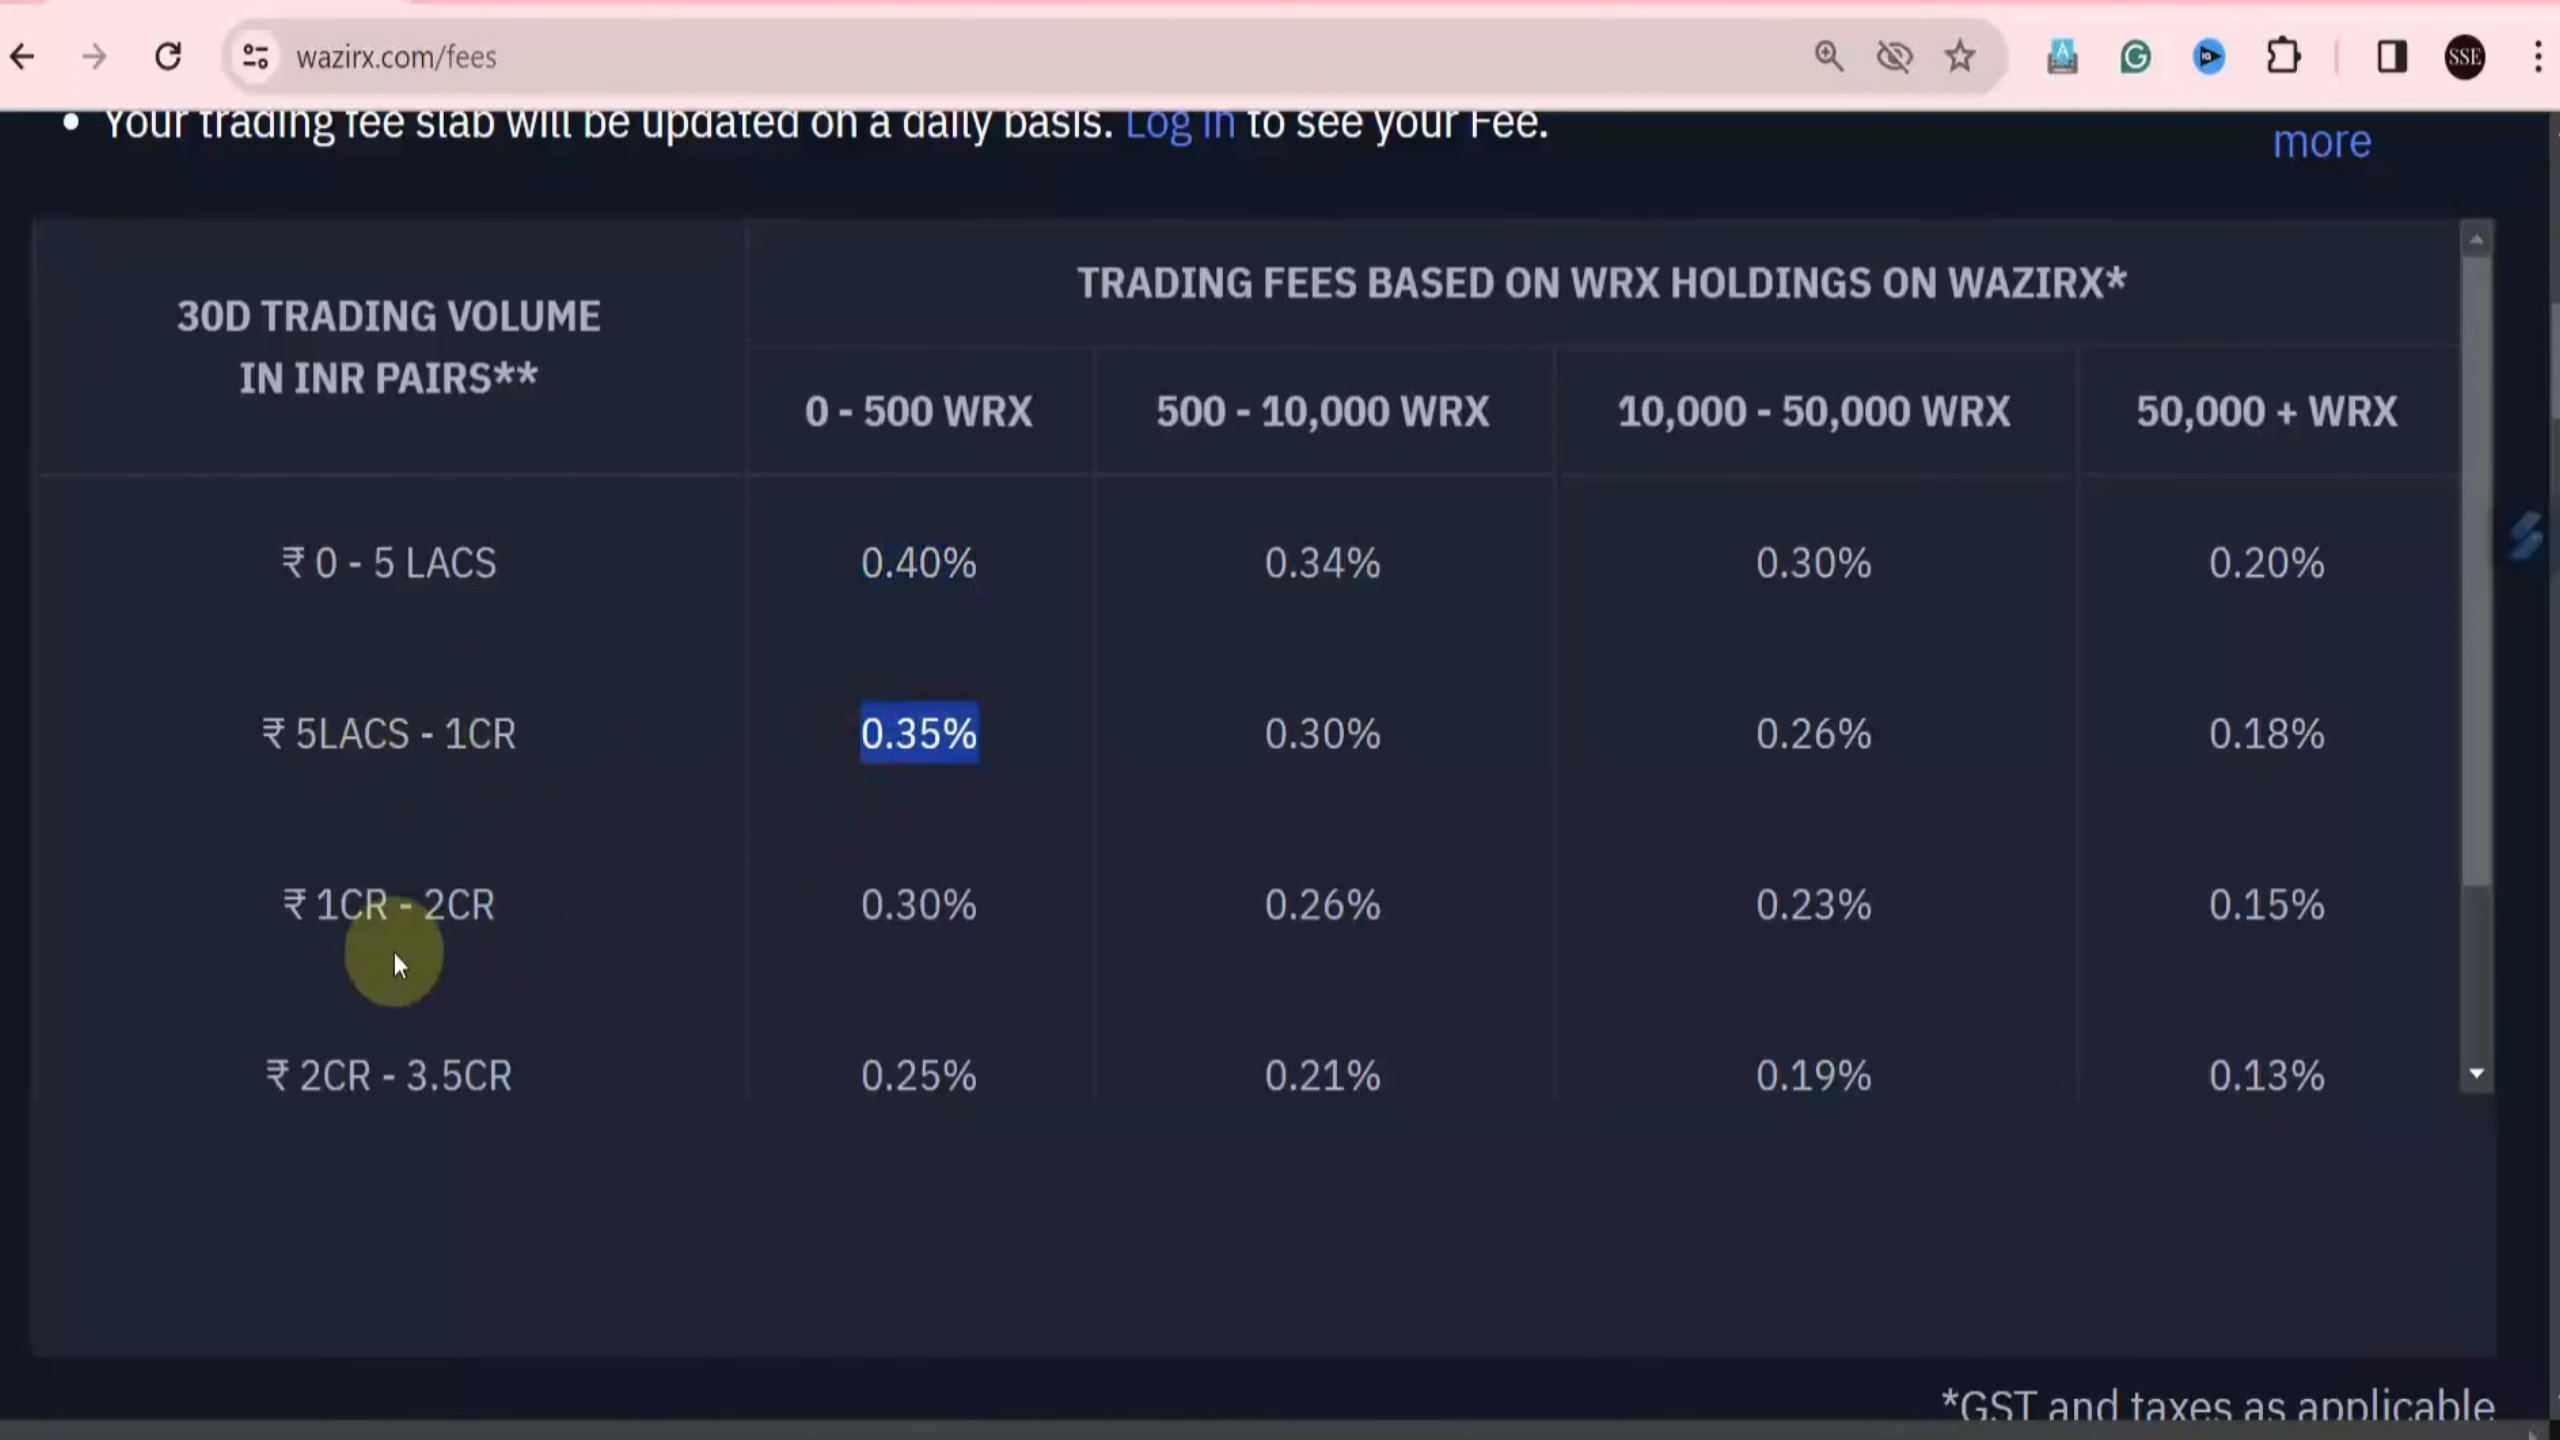 wazirx.com/fees
SSE
• Your trading fee slab will be updated on a daily basis. Log In to see your Fee.
more
30D TRADING VOLUME
IN INR PAIRS**
TRADING FEES BASED ON WRX HOLDINGS ON WAZIRX*
0 - 500 WRX 500 - 10,000 WRX 10,000 - 50,000 WRX 50,000 + WRX
₹ 0 - 5 LACS 0.40% 0.34% 0.30% 0.20%
₹ 5LACS - 1CR 0.35% 0.30% 0.26% 0.18%
₹ 1CR - 2CR 0.30% 0.26% 0.23% 0.15%
₹ 2CR - 3.5CR 0.25% 0.21% 0.19% 0.13%
*GST and taxes as applicable